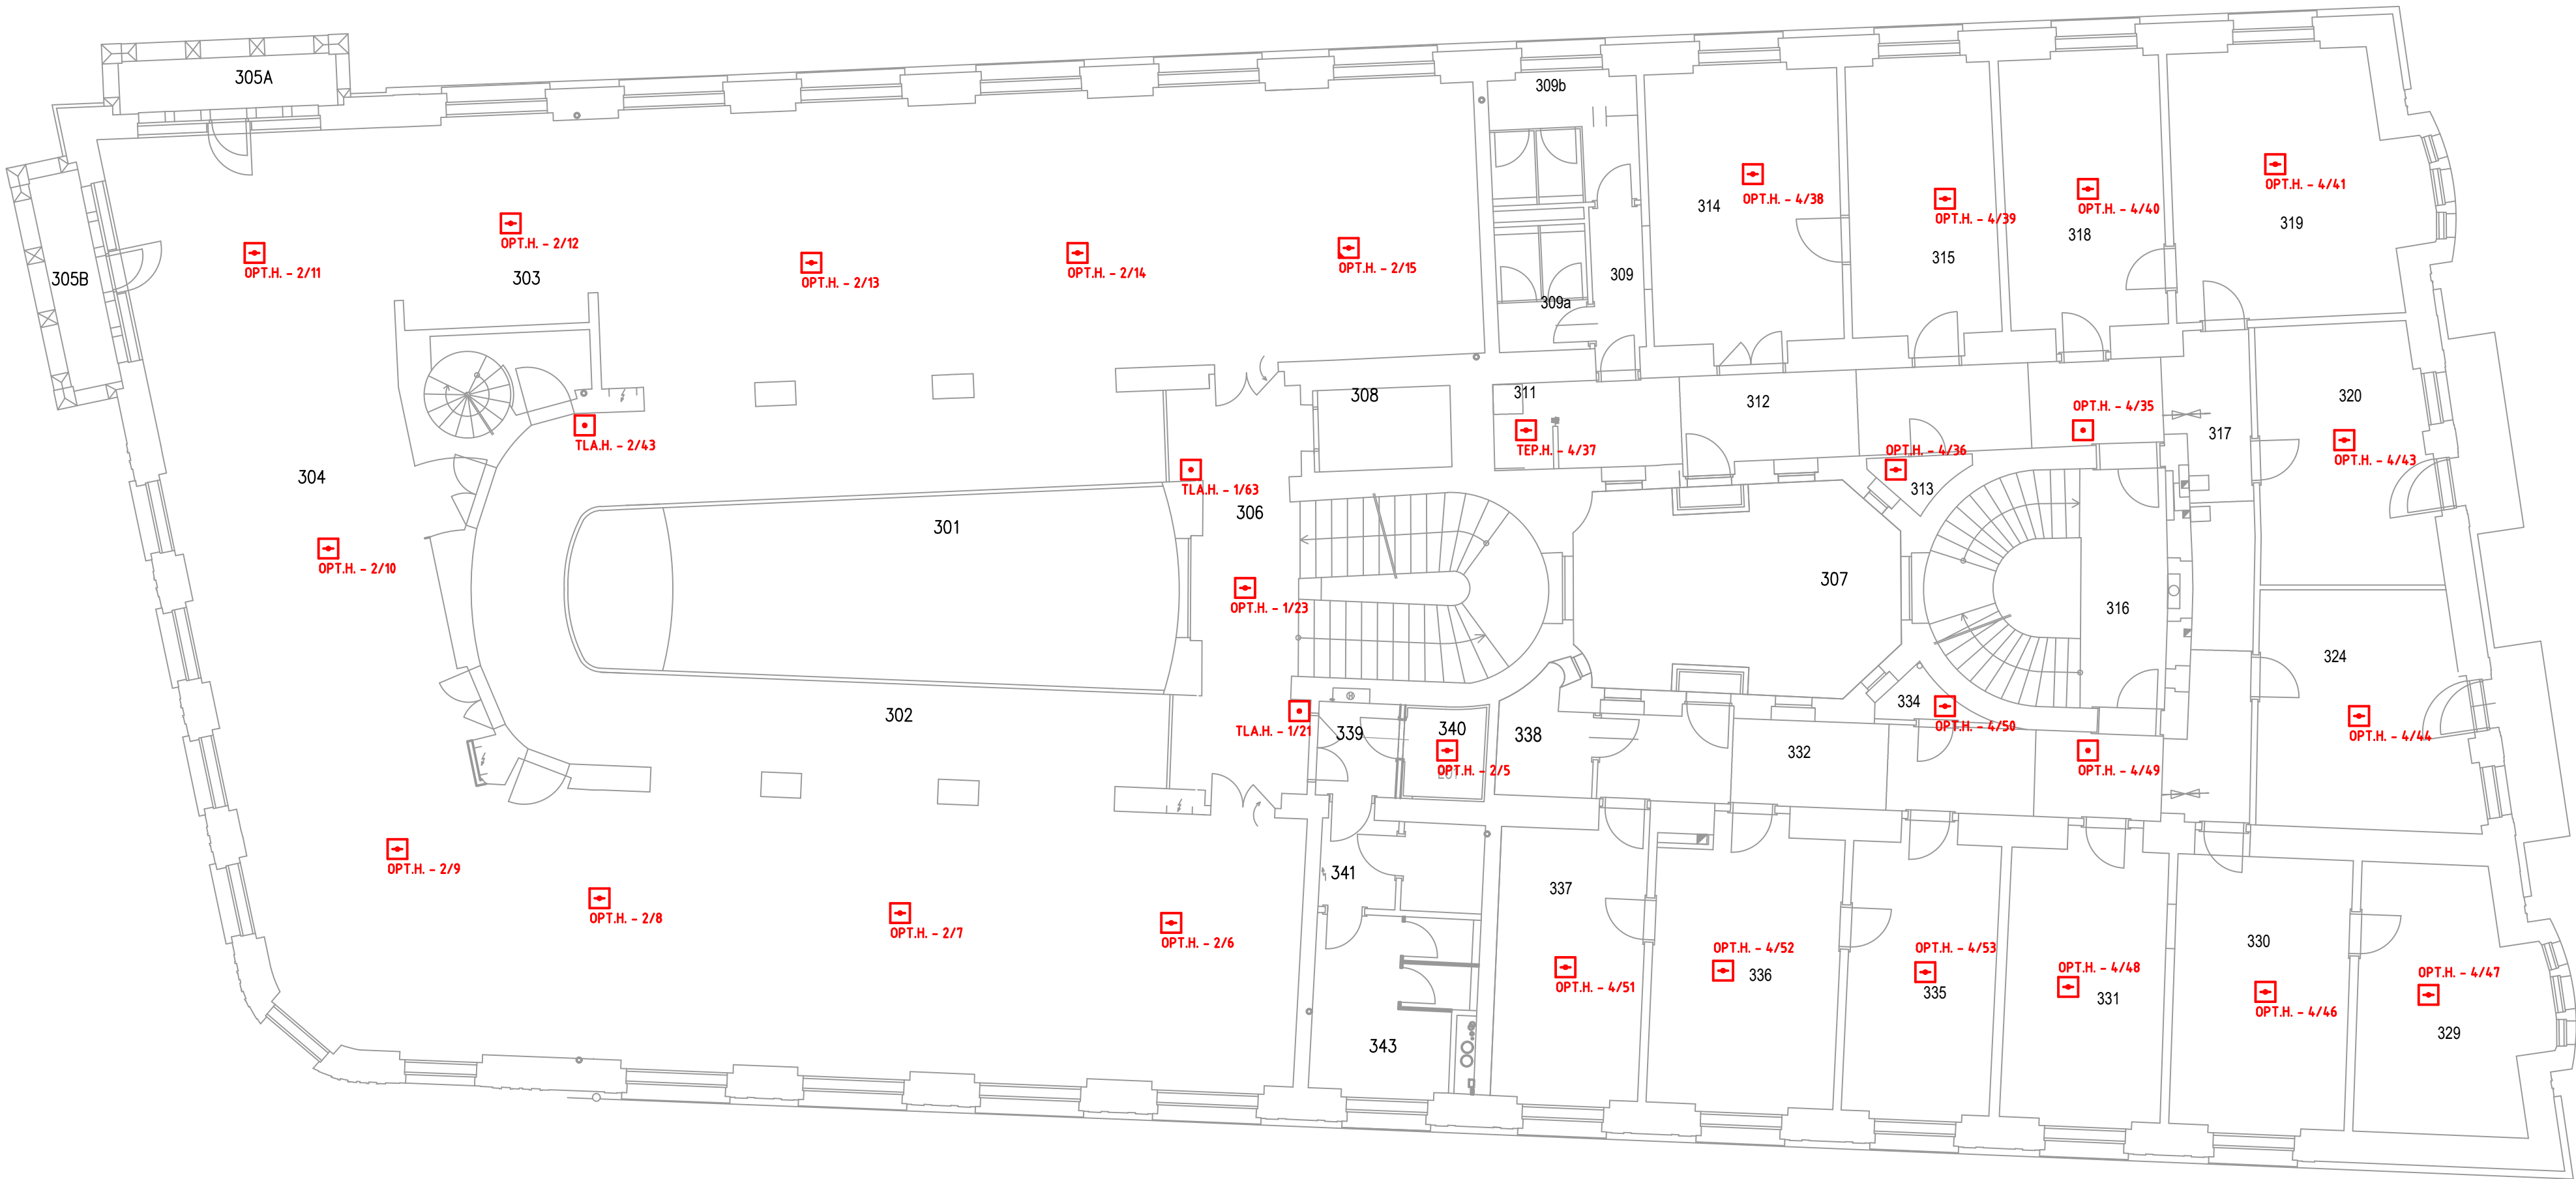 305A
309b
OPT.H. - 4/41
OPT.H. - 4/38
314
OPT.H. - 4/39
OPT.H. - 4/40
319
318
OPT.H. - 2/12
315
305B
OPT.H. - 2/11
303
OPT.H. - 2/13
OPT.H. - 2/14
OPT.H. - 2/15
309
309a
308
311
312
320
OPT.H. - 4/35
317
TLA.H. - 2/43
TEP.H. - 4/37
OPT.H. - 4/36
OPT.H. - 4/43
304
TLA.H. - 1/63
313
306
301
OPT.H. - 2/10
307
OPT.H. - 1/23
316
324
302
334
TLA.H. - 1/21
339
340
338
OPT.H. - 4/50
OPT.H. - 4/44
332
OPT.H. - 2/5
OPT.H. - 4/49
OPT.H. - 2/9
341
337
OPT.H. - 2/8
OPT.H. - 2/7
OPT.H. - 2/6
330
OPT.H. - 4/52
OPT.H. - 4/53
336
OPT.H. - 4/48
OPT.H. - 4/47
OPT.H. - 4/51
335
331
OPT.H. - 4/46
343
329